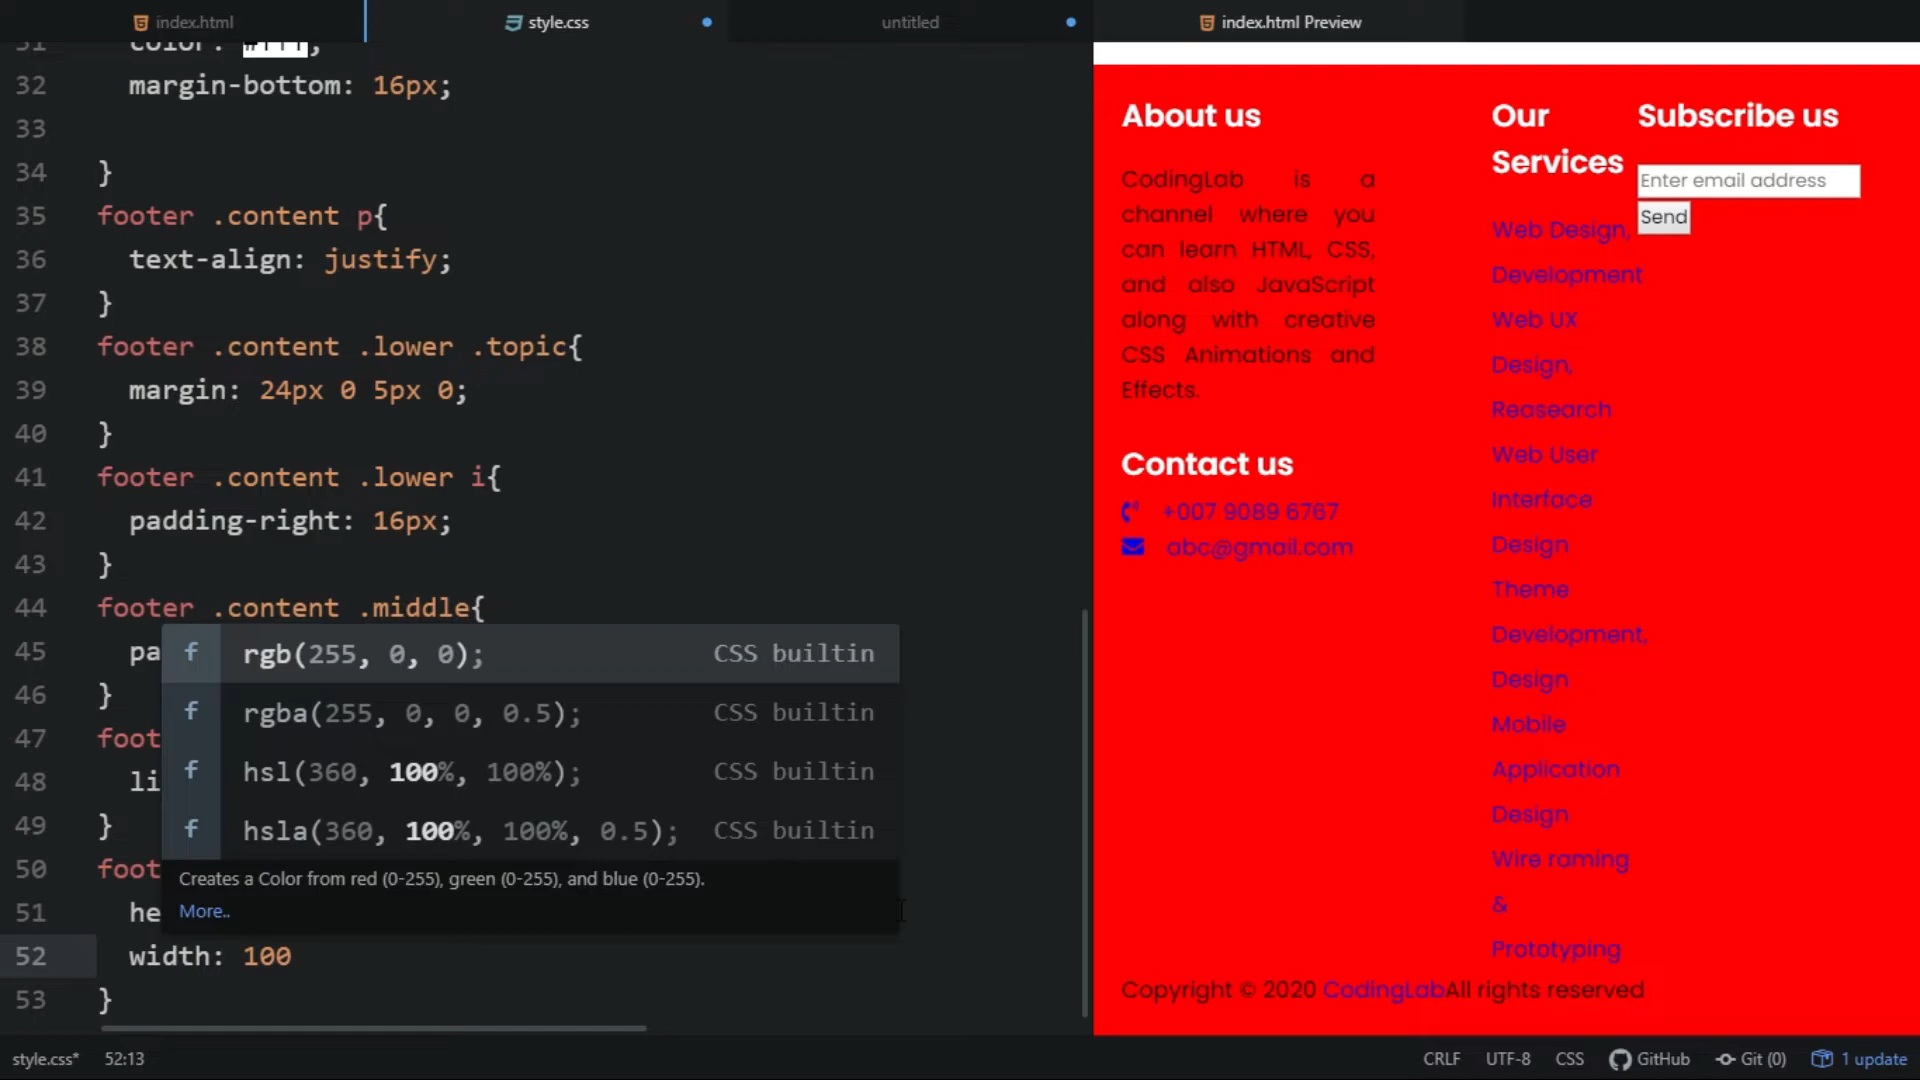 index.html
style.css
untitled
index.html Preview
31 color: #fff;
32 margin-bottom: 16px;
33
34 }
35 footer .content p{
36 text-align: justify;
37 }
38 footer .content .lower .topic{
39 margin: 24px 0 5px 0;
40 }
41 footer .content .lower i{
42 padding-right: 16px;
43 }
44 footer .content .middle{
45 pa
46 }
47 foot
48 li
49 }
50 foot
51 he
52 width: 100
53 }
f rgb(255, 0, 0); CSS builtin
f rgba(255, 0, 0, 0.5); CSS builtin
f hsl(360, 100%, 100%); CSS builtin
f hsla(360, 100%, 100%, 0.5); CSS builtin
Creates a Color from red (0-255), green (0-255), and blue (0-255).
More..
About us
CodingLab is a
channel where you
can learn HTML, CSS,
and also JavaScript
along with creative
CSS Animations and
Effects.
Contact us
+007 9089 6767
abc@gmail.com
Our
Services
Web Design,
Development
Web UX
Design,
Reasearch
Web User
Interface
Design
Theme
Development,
Design
Mobile
Application
Design
Wire raming
&
Prototyping
Subscribe us
Enter email address
Send
Copyright © 2020 CodingLabAll rights reserved
style.css* 52:13
CRLF UTF-8 CSS GitHub Git (0) 1 update